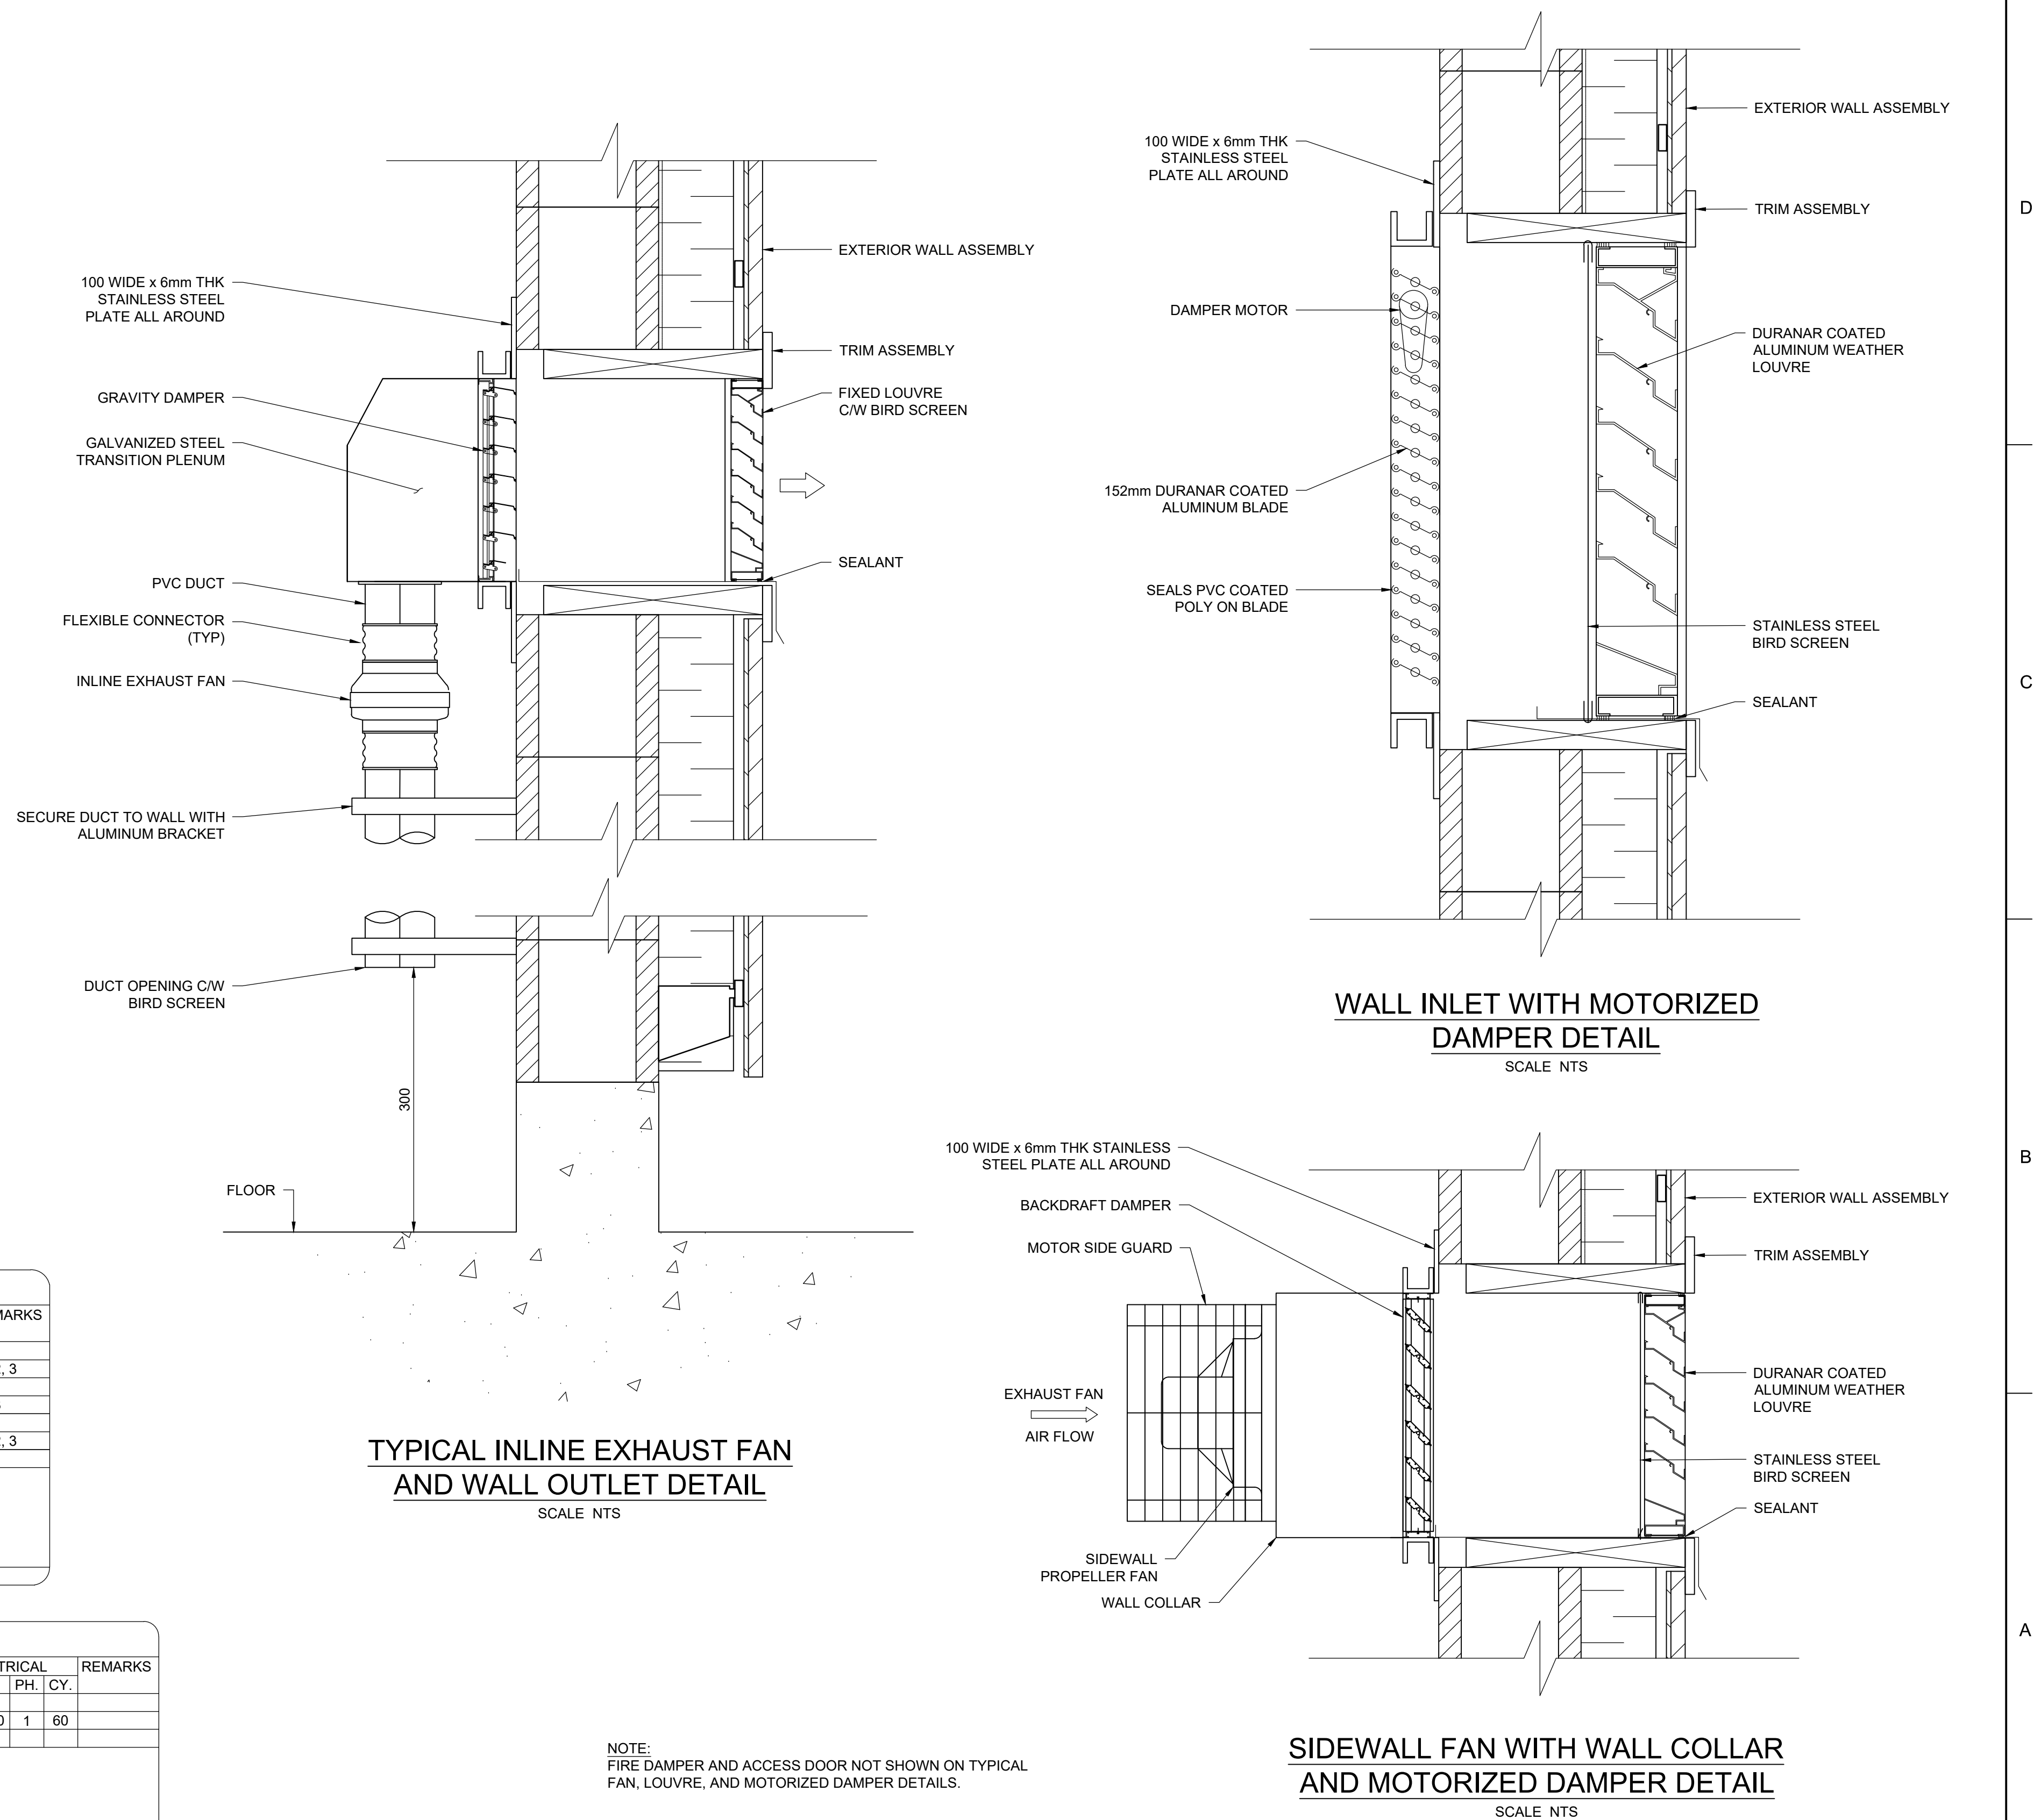 100 WIDE x 6mm THK
STAINLESS STEEL
PLATE ALL AROUND
GRAVITY DAMPER
GALVANIZED STEEL
TRANSITION PLENUM
PVC DUCT
FLEXIBLE CONNECTOR
(TYP)
INLINE EXHAUST FAN
SECURE DUCT TO WALL WITH
ALUMINUM BRACKET
DUCT OPENING C/W
BIRD SCREEN
300
FLOOR
EXTERIOR WALL ASSEMBLY
TRIM ASSEMBLY
FIXED LOUVRE
C/W BIRD SCREEN
SEALANT
TYPICAL INLINE EXHAUST FAN
AND WALL OUTLET DETAIL
SCALE NTS
100 WIDE x 6mm THK
STAINLESS STEEL
PLATE ALL AROUND
DAMPER MOTOR
152mm DURANAR COATED
ALUMINUM BLADE
SEALS PVC COATED
POLY ON BLADE
EXTERIOR WALL ASSEMBLY
TRIM ASSEMBLY
DURANAR COATED
ALUMINUM WEATHER
LOUVRE
STAINLESS STEEL
BIRD SCREEN
SEALANT
WALL INLET WITH MOTORIZED
DAMPER DETAIL
SCALE NTS
100 WIDE x 6mm THK STAINLESS
STEEL PLATE ALL AROUND
BACKDRAFT DAMPER
MOTOR SIDE GUARD
EXHAUST FAN
AIR FLOW
SIDEWALL
PROPELLER FAN
WALL COLLAR
EXTERIOR WALL ASSEMBLY
TRIM ASSEMBLY
DURANAR COATED
ALUMINUM WEATHER
LOUVRE
STAINLESS STEEL
BIRD SCREEN
SEALANT
SIDEWALL FAN WITH WALL COLLAR
AND MOTORIZED DAMPER DETAIL
SCALE NTS
NOTE:
FIRE DAMPER AND ACCESS DOOR NOT SHOWN ON TYPICAL
FAN, LOUVRE, AND MOTORIZED DAMPER DETAILS.
MARKS
, 3
, 3
TRICAL REMARKS
PH. CY.
0 1 60
D
C
B
A